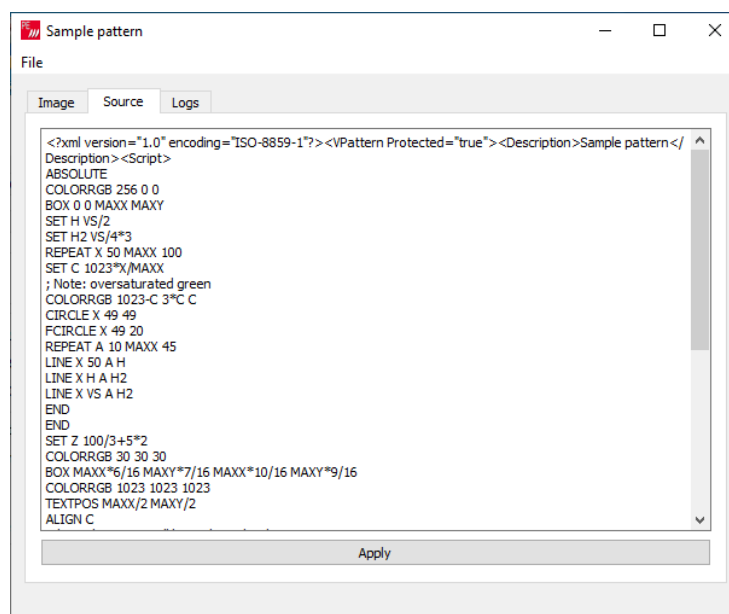 Sample pattern
File
Image Source Logs
<?xml version="1.0" encoding="ISO-8859-1"?><VPattern Protected="true"><Description>Sample pattern</
Description><Script>
ABSOLUTE
COLORRGB 256 0 0
BOX 0 0 MAXX MAXY
SET H VS/2
SET H2 VS/4*3
REPEAT X 50 MAXX 100
SET C 1023*X/MAXX
; Note: oversaturated green
COLORRGB 1023-C 3*C C
CIRCLE X 49 49
FCIRCLE X 49 20
REPEAT A 10 MAXX 45
LINE X 50 A H
LINE X H A H2
LINE X VS A H2
END
END
SET Z 100/3+5*2
COLORRGB 30 30 30
BOX MAXX*6/16 MAXY*7/16 MAXX*10/16 MAXY*9/16
COLORRGB 1023 1023 1023
TEXTPOS MAXX/2 MAXY/2
ALIGN C
Apply